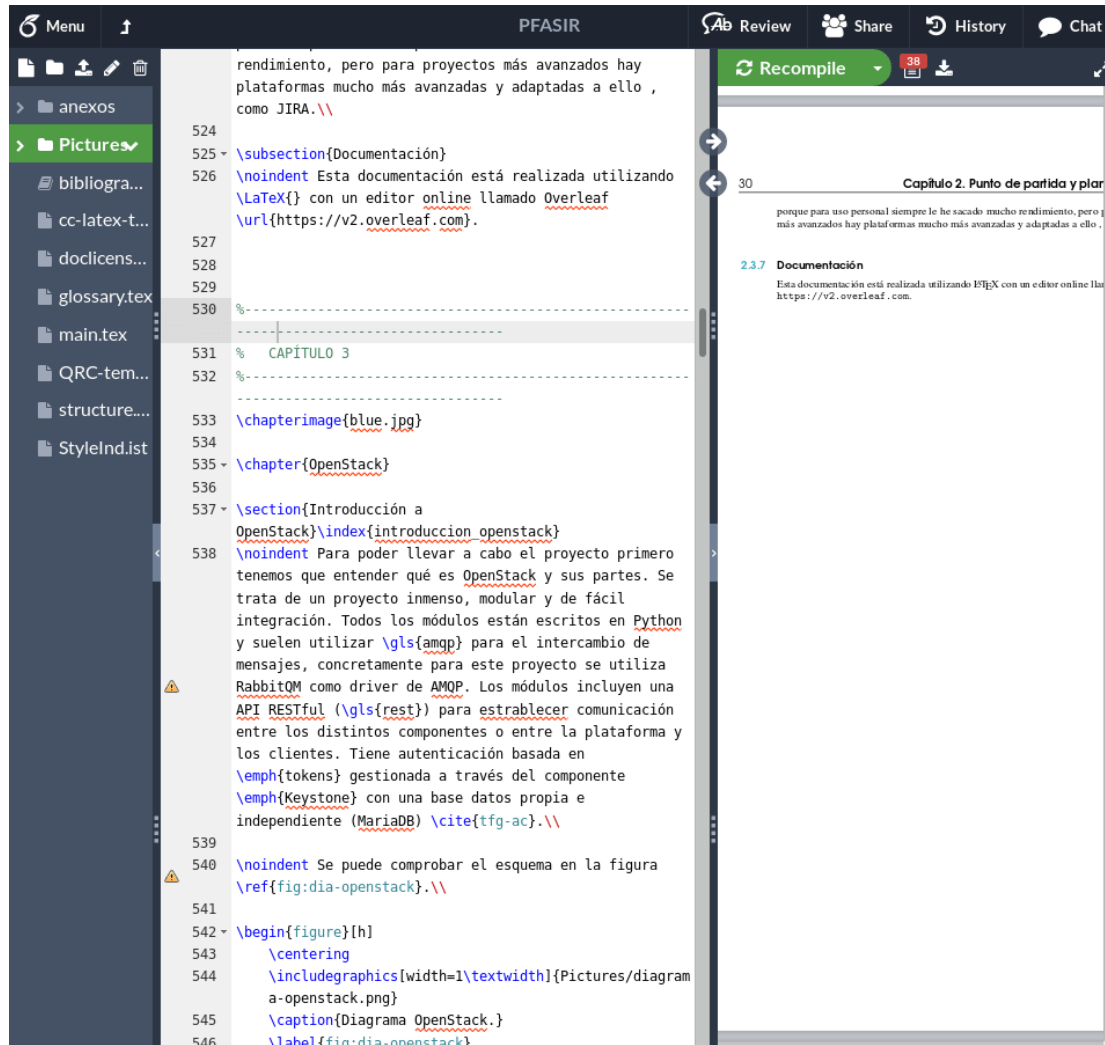 Menu
PFASIR
Review
Share
History
Chat
Recompile
38
anexos
Pictures
bibliogra...
cc-latex-t...
doclicens...
glossary.tex
main.tex
QRC-tem...
structure....
StyleInd.ist
rendimiento, pero para proyectos más avanzados hay
plataformas mucho más avanzadas y adaptadas a ello ,
como JIRA.\\
524
525 \subsection{Documentación}
526 \noindent Esta documentación está realizada utilizando
\LaTeX{} con un editor online llamado Overleaf
\url{https://v2.overleaf.com}.
527
528
529
530 %--------------------------------------------------------
----------------------------------
531 %   CAPÍTULO 3
532 %--------------------------------------------------------
----------------------------------
533 \chapterimage{blue.jpg}
534
535 \chapter{OpenStack}
536
537 \section{Introducción a
OpenStack}\index{introduccion_openstack}
538 \noindent Para poder llevar a cabo el proyecto primero
tenemos que entender qué es OpenStack y sus partes. Se
trata de un proyecto inmenso, modular y de fácil
integración. Todos los módulos están escritos en Python
y suelen utilizar \gls{amqp} para el intercambio de
mensajes, concretamente para este proyecto se utiliza
RabbitQM como driver de AMQP. Los módulos incluyen una
API RESTful (\gls{rest}) para estrablecer comunicación
entre los distintos componentes o entre la plataforma y
los clientes. Tiene autenticación basada en
\emph{tokens} gestionada a través del componente
\emph{Keystone} con una base datos propia e
independiente (MariaDB) \cite{tfg-ac}.\\
539
540 \noindent Se puede comprobar el esquema en la figura
\ref{fig:dia-openstack}.\\
541
542 \begin{figure}[h]
543 \centering
544 \includegraphics[width=1\textwidth]{Pictures/diagram
a-openstack.png}
545 \caption{Diagrama OpenStack.}
546 \label{fig:dia-openstack}
30 Capítulo 2. Punto de partida y plar
porque para uso personal siempre le he sacado mucho rendimiento, pero p
más avanzados hay plataformas mucho más avanzadas y adaptadas a ello ,
2.3.7 Documentación
Esta documentación está realizada utilizando LATEX con un editor online llar
https://v2.overleaf.com.